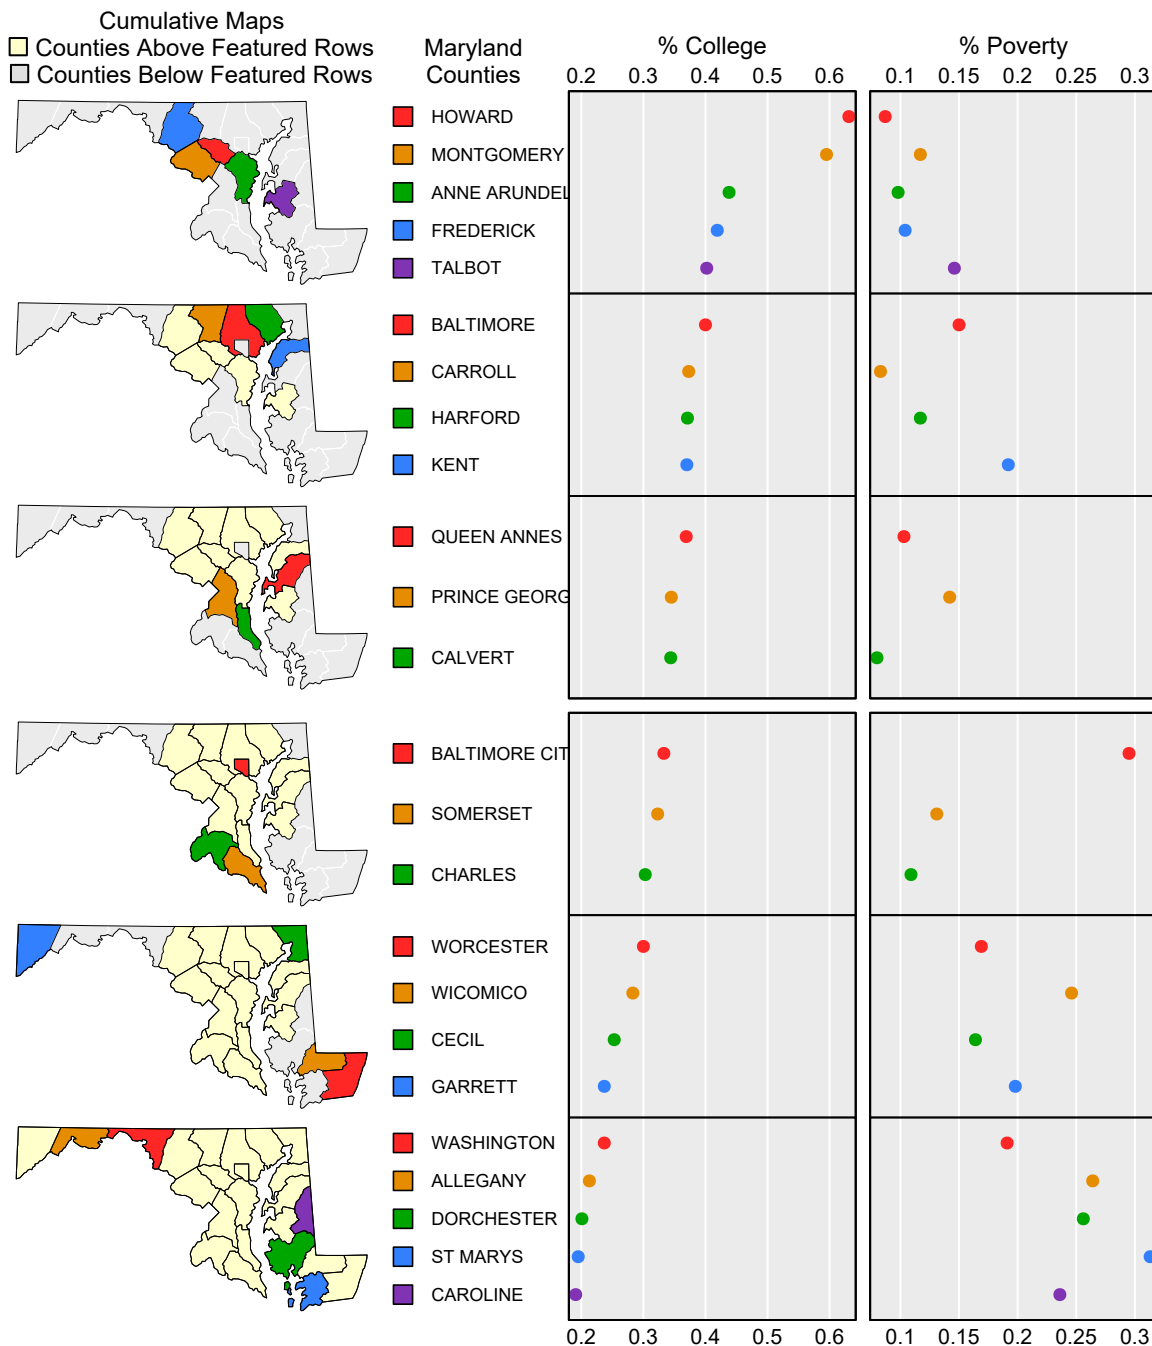 Cumulative Maps
Counties Above Featured Rows
Counties Below Featured Rows
Maryland
Counties
% College
% Poverty
0.2 0.3 0.4 0.5 0.6
0.1 0.15 0.2 0.25 0.3
HOWARD
MONTGOMERY
ANNE ARUNDEL
FREDERICK
TALBOT
BALTIMORE
CARROLL
HARFORD
KENT
QUEEN ANNES
PRINCE GEORG
CALVERT
BALTIMORE CIT
SOMERSET
CHARLES
WORCESTER
WICOMICO
CECIL
GARRETT
WASHINGTON
ALLEGANY
DORCHESTER
ST MARYS
CAROLINE
0.2 0.3 0.4 0.5 0.6
0.1 0.15 0.2 0.25 0.3